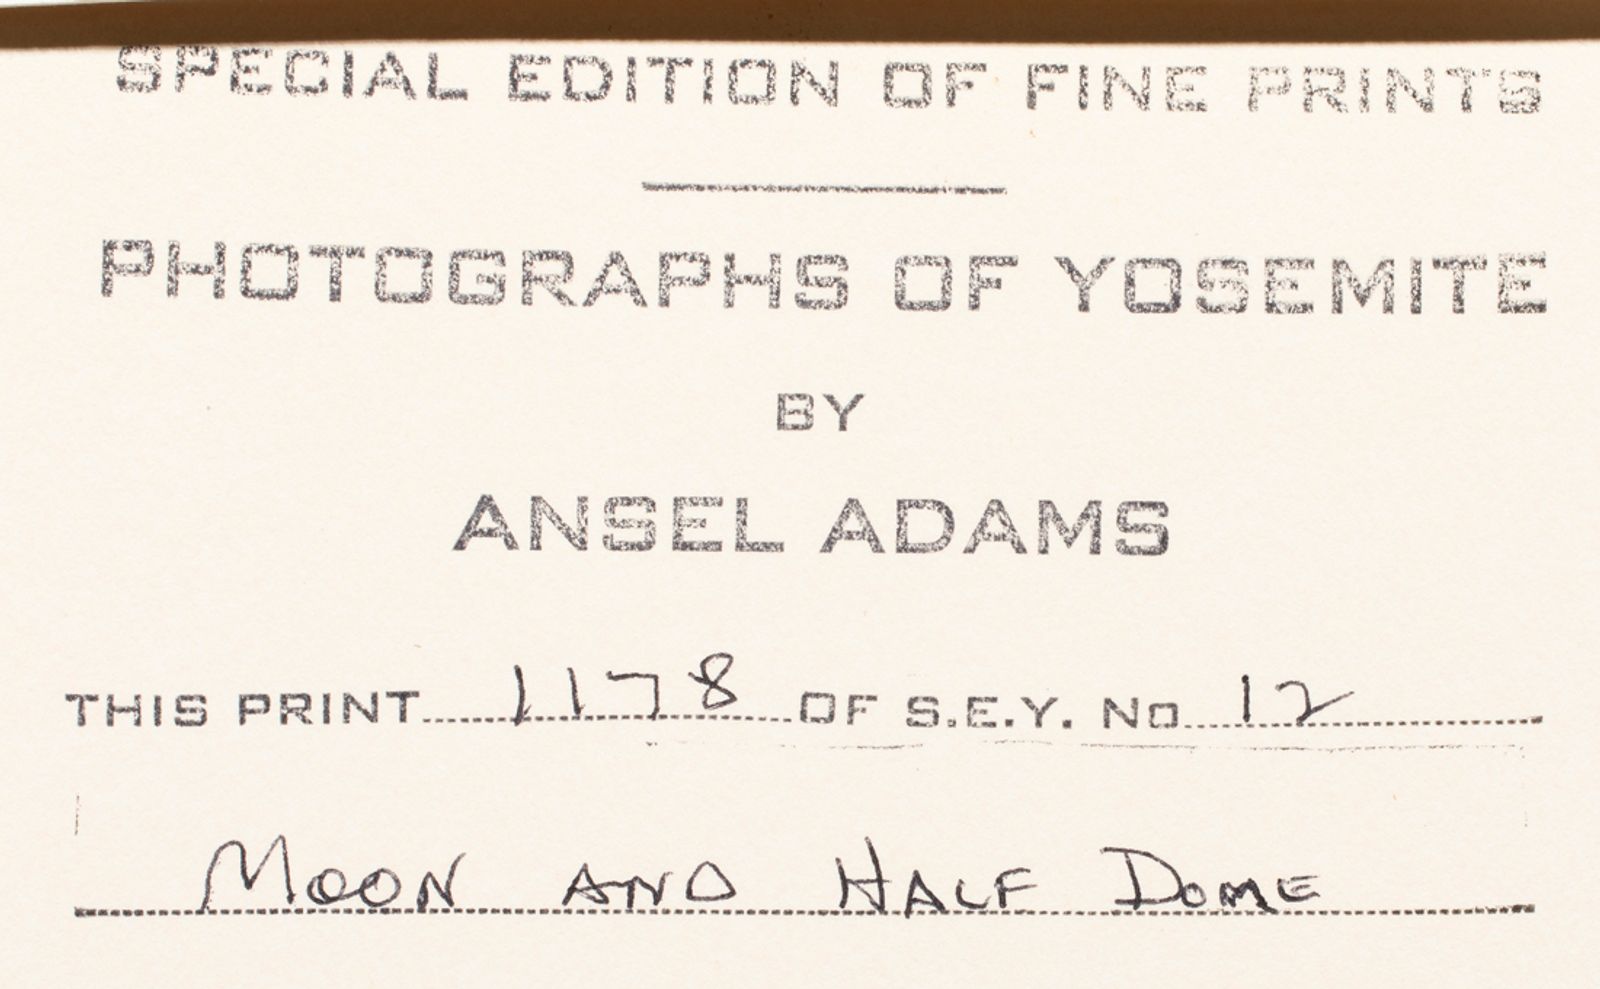 SPECIAL EDITION OF FINE PRINTS
PHOTOGRAPHS OF YOSEMITE
BY
ANSEL ADAMS
THIS PRINT 1178 OF S.E.Y. No 12
MOON AND HALF DOME